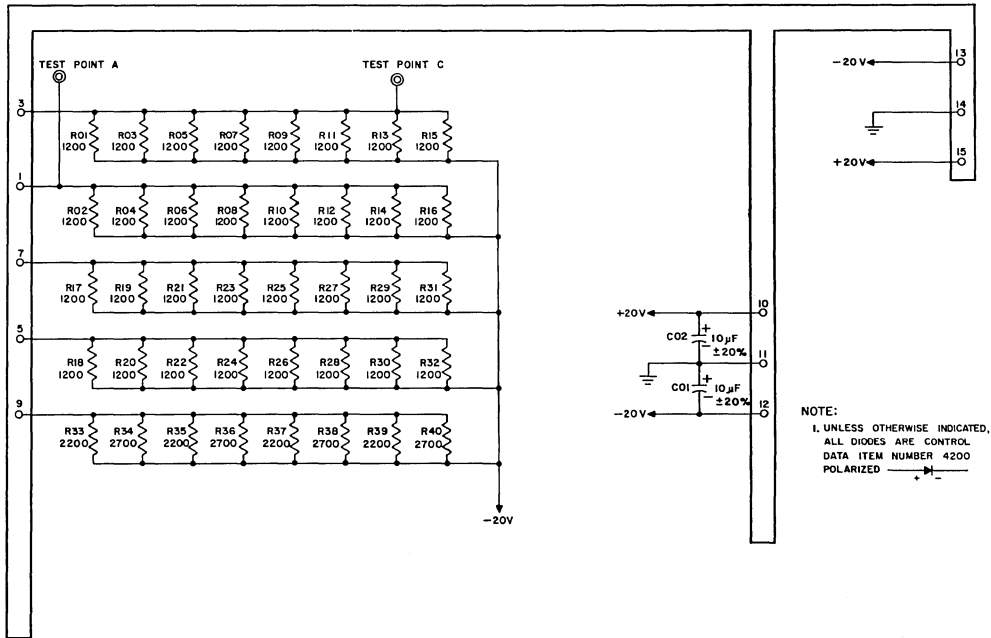 TEST POINT A
TEST POINT C
3
R01 1200
R03 1200
R05 1200
R07 1200
R09 1200
R11 1200
R13 1200
R15 1200
1
R02 1200
R04 1200
R06 1200
R08 1200
R10 1200
R12 1200
R14 1200
R16 1200
7
R17 1200
R19 1200
R21 1200
R23 1200
R25 1200
R27 1200
R29 1200
R31 1200
5
R18 1200
R20 1200
R22 1200
R24 1200
R26 1200
R28 1200
R30 1200
R32 1200
9
R33 2200
R34 2700
R35 2200
R36 2700
R37 2200
R38 2700
R39 2200
R40 2700
-20V
-20V 13
14
+20V 15
+20V 10
C02 + 10µF
- ±20%
11
C01 + 10µF
- ±20%
-20V 12
NOTE:
1. UNLESS OTHERWISE INDICATED,
ALL DIODES ARE CONTROL
DATA ITEM NUMBER 4200
POLARIZED
+ -